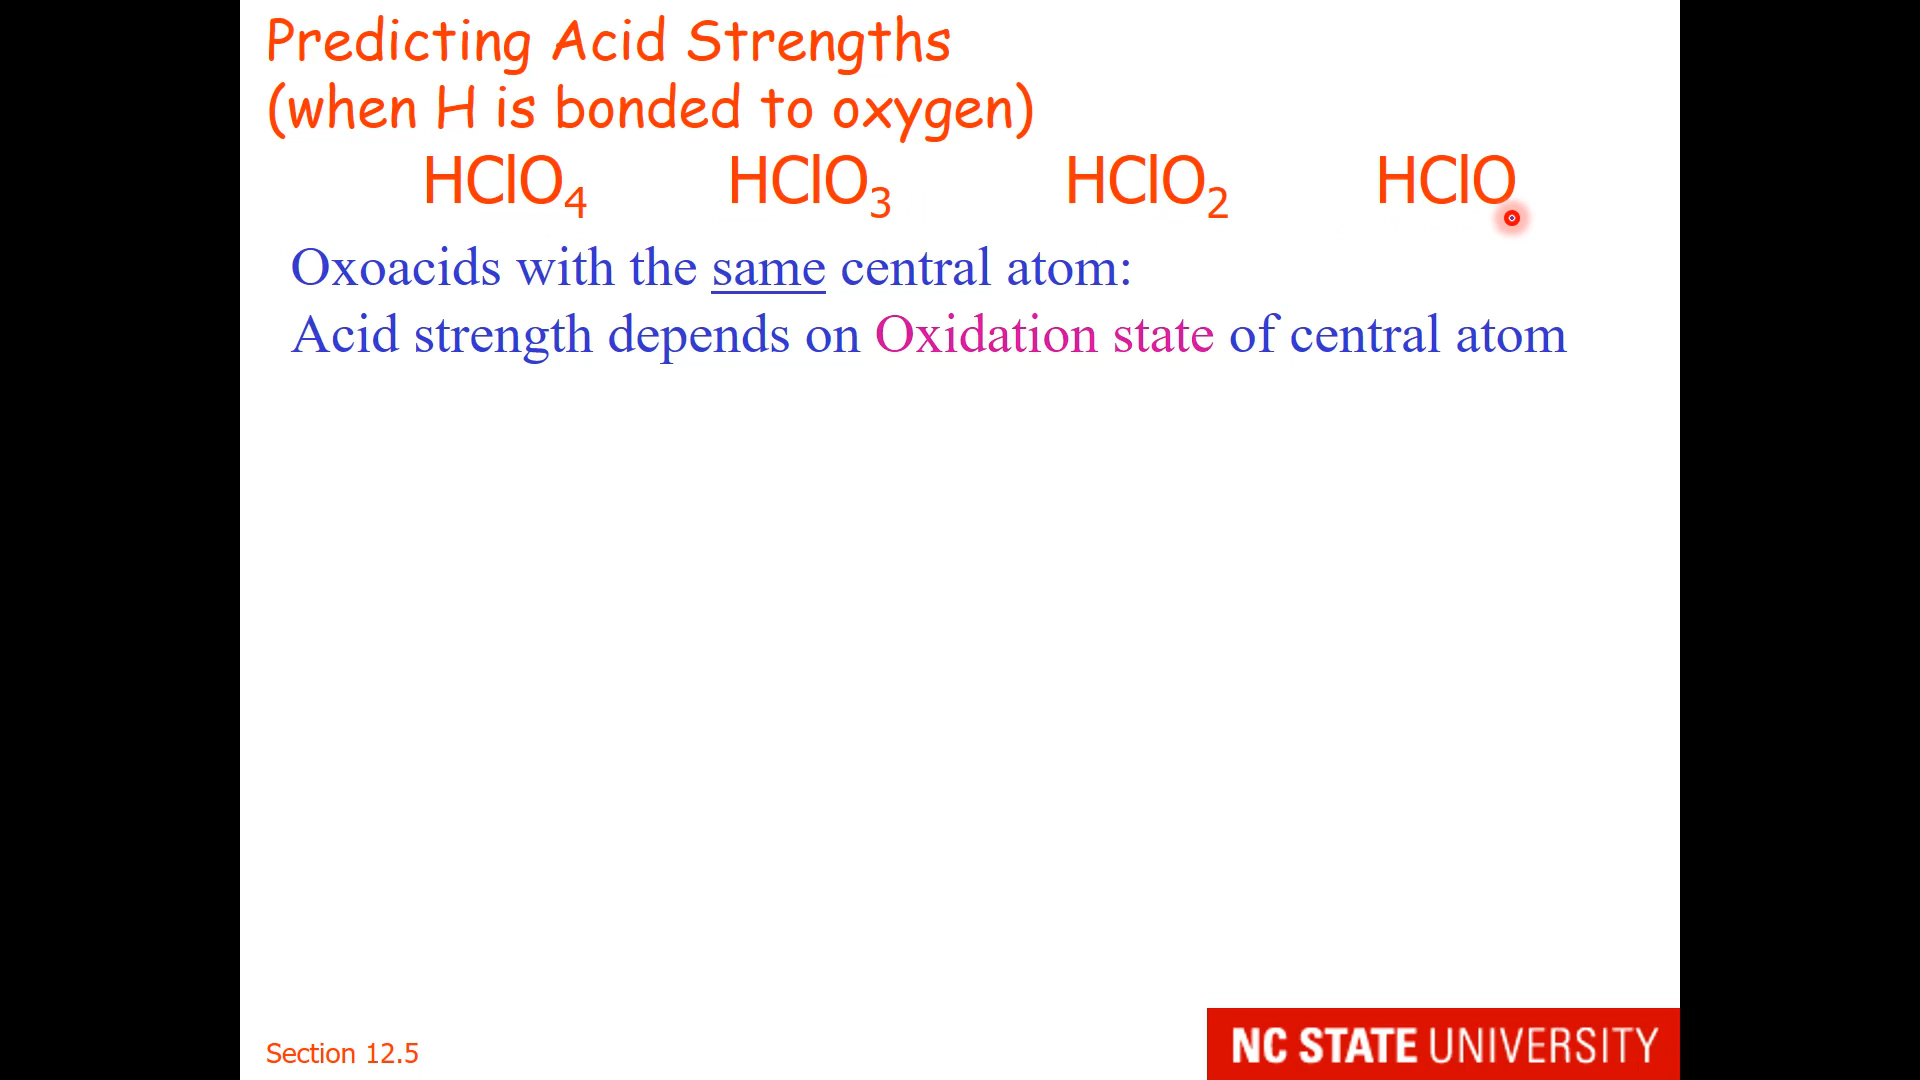 Predicting Acid Strengths
(when H is bonded to oxygen)
HClO₄ HClO₃ HClO₂ HClO
Oxoacids with the same central atom:
Acid strength depends on Oxidation state of central atom
Section 12.5
NC STATE UNIVERSITY